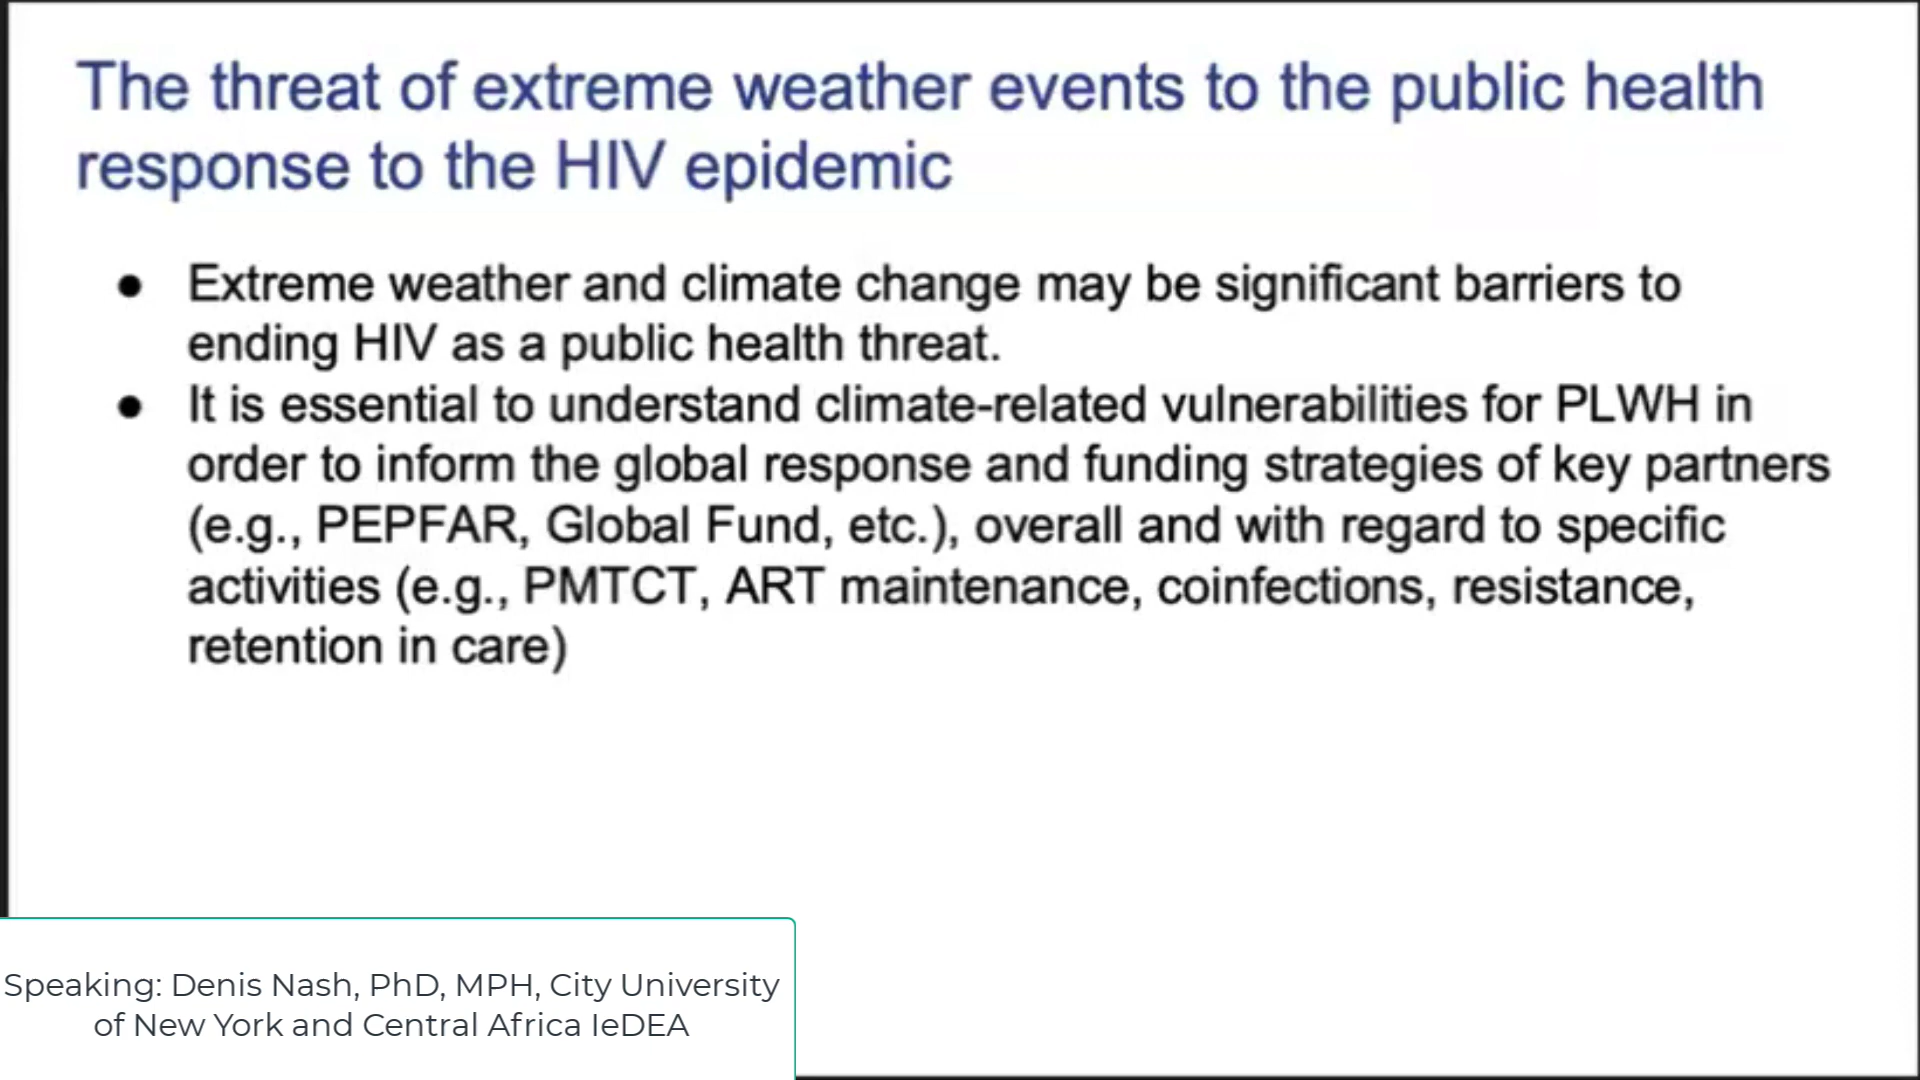 The threat of extreme weather events to the public health
response to the HIV epidemic
● Extreme weather and climate change may be significant barriers to
ending HIV as a public health threat.
● It is essential to understand climate-related vulnerabilities for PLWH in
order to inform the global response and funding strategies of key partners
(e.g., PEPFAR, Global Fund, etc.), overall and with regard to specific
activities (e.g., PMTCT, ART maintenance, coinfections, resistance,
retention in care)
Speaking: Denis Nash, PhD, MPH, City University
of New York and Central Africa IeDEA